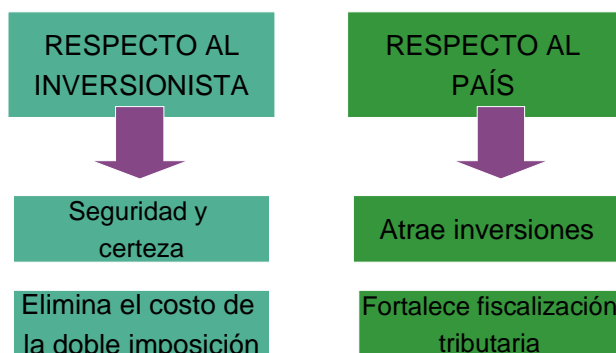 RESPECTO AL
INVERSIONISTA
Seguridad y
certeza
Elimina el costo de
la doble imposición
RESPECTO AL
PAÍS
Atrae inversiones
Fortalece fiscalización
tributaria